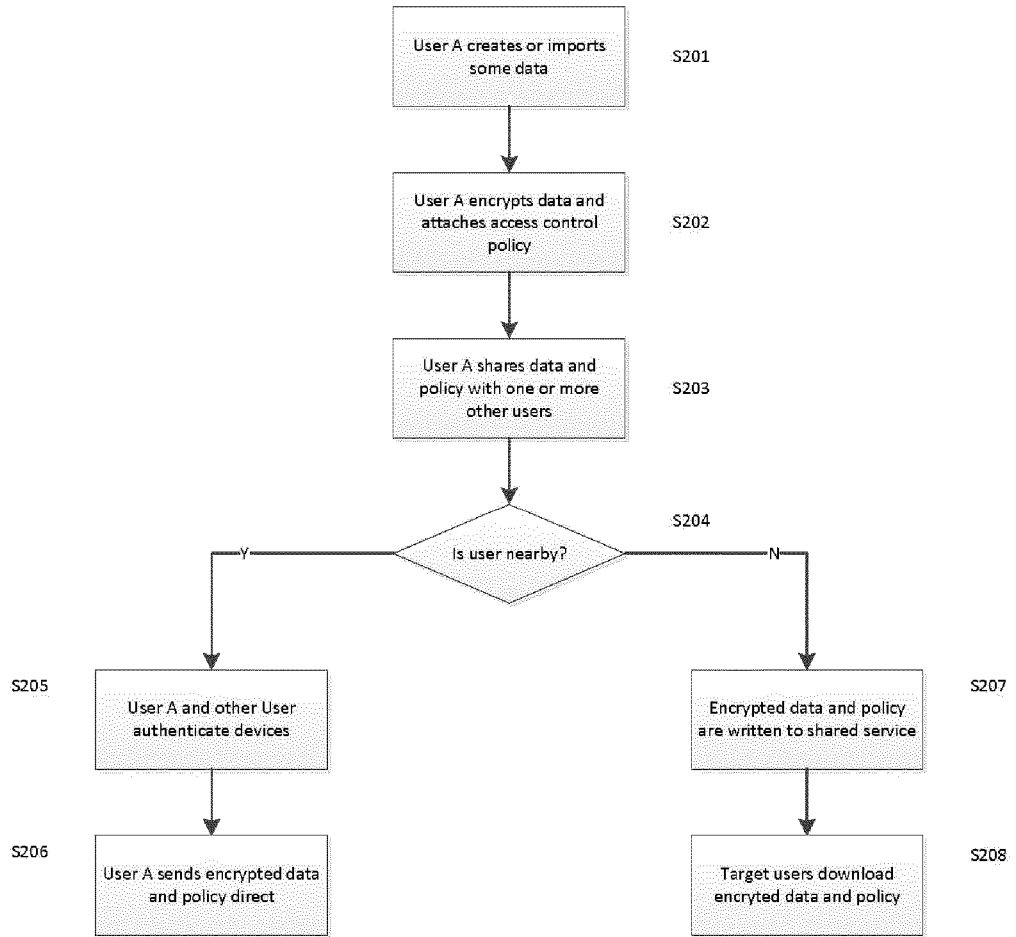 User A creates or imports
some data
S201
User A encrypts data and
attaches access control
policy
S202
User A shares data and
policy with one or more
other users
S203
S204
Is user nearby?
Y
N
S205
User A and other User
authenticate devices
S207
Encrypted data and policy
are written to shared service
S206
User A sends encrypted data
and policy direct
S208
Target users download
encryted data and policy